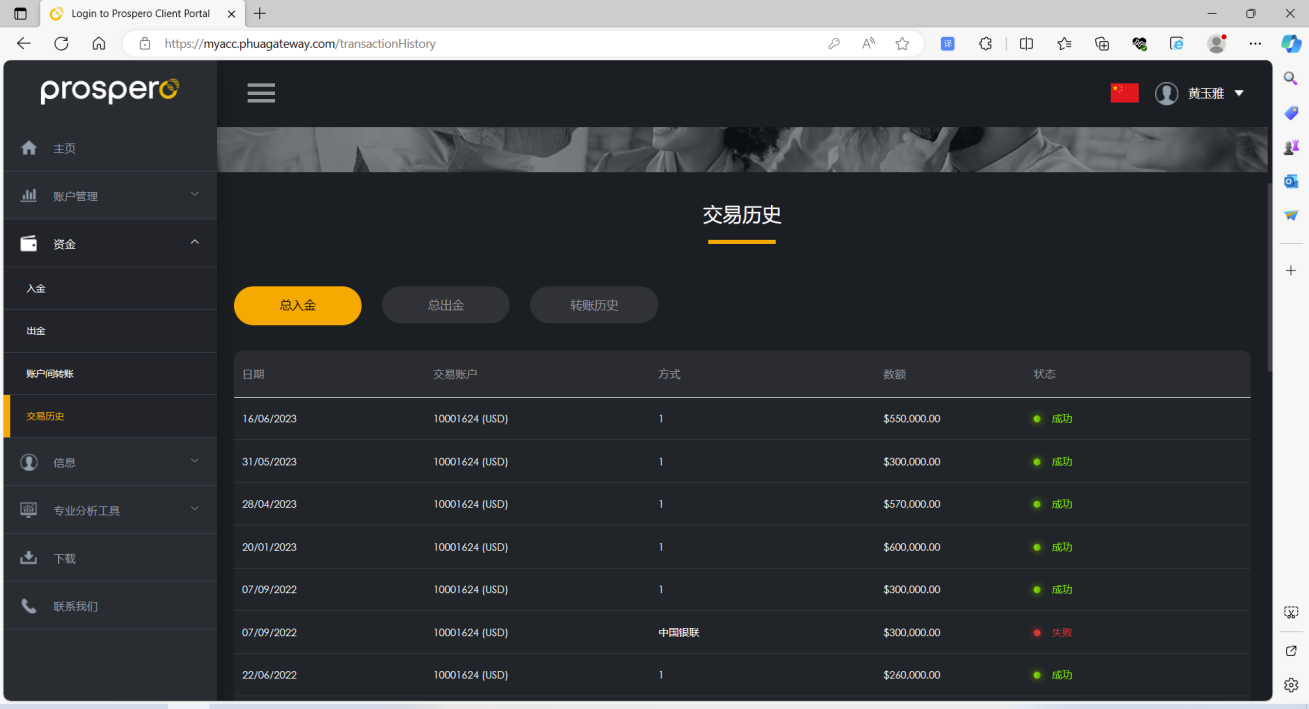 Login to Prospero Client Portal
https://myacc.phuagateway.com/transactionHistory
译
prospero
黄玉雅
主页
账户管理
资金
入金
出金
账户间转账
交易历史
信息
专业分析工具
下载
联系我们
交易历史
总入金 总出金 转账历史
日期 交易账户 方式 数额 状态
16/06/2023 10001624 (USD) 1 $550,000.00 成功
31/05/2023 10001624 (USD) 1 $300,000.00 成功
28/04/2023 10001624 (USD) 1 $570,000.00 成功
20/01/2023 10001624 (USD) 1 $600,000.00 成功
07/09/2022 10001624 (USD) 1 $300,000.00 成功
07/09/2022 10001624 (USD) 中国银联 $300,000.00 失败
22/06/2022 10001624 (USD) 1 $260,000.00 成功